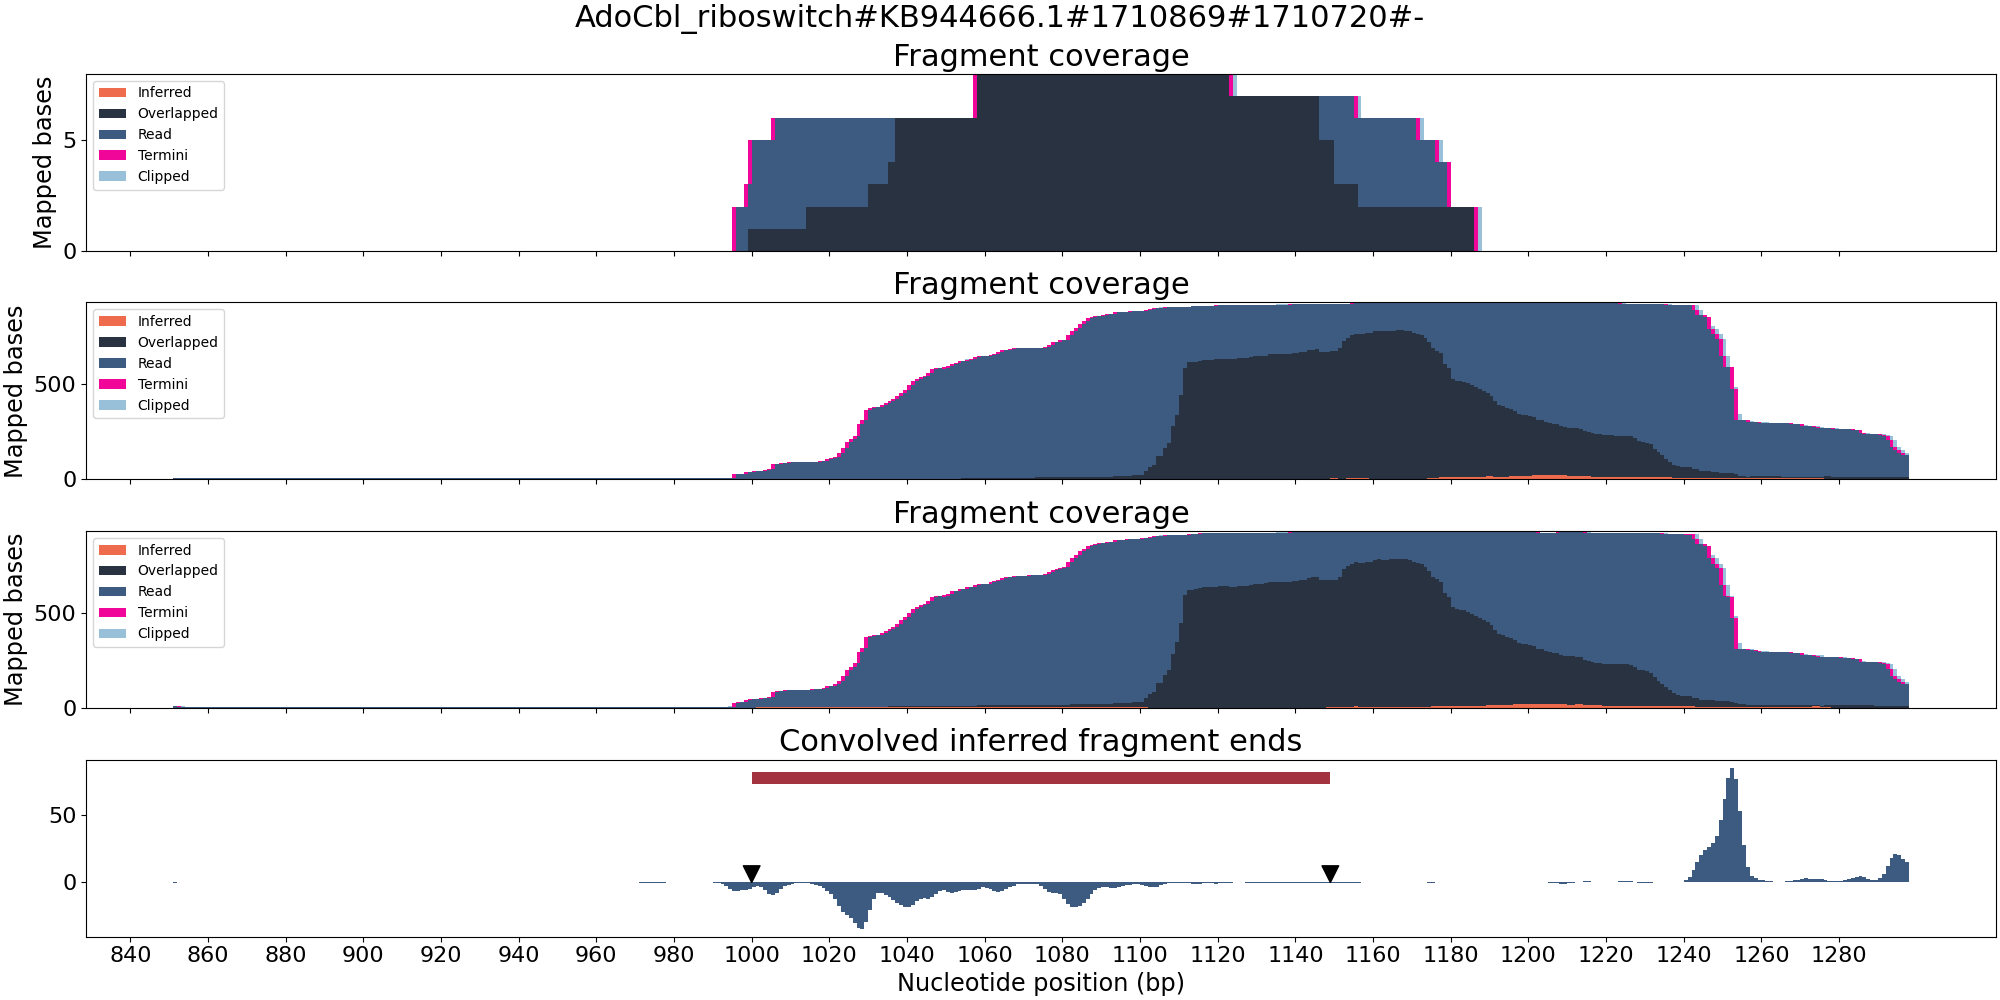 AdoCbl_riboswitch#KB944666.1#1710869#1710720#-
Fragment coverage
Mapped bases
5
0
Inferred
Overlapped
Read
Termini
Clipped
Fragment coverage
Mapped bases
500
0
Inferred
Overlapped
Read
Termini
Clipped
Fragment coverage
Mapped bases
500
0
Inferred
Overlapped
Read
Termini
Clipped
Convolved inferred fragment ends
50
0
840 860 880 900 920 940 960 980 1000 1020 1040 1060 1080 1100 1120 1140 1160 1180 1200 1220 1240 1260 1280
Nucleotide position (bp)